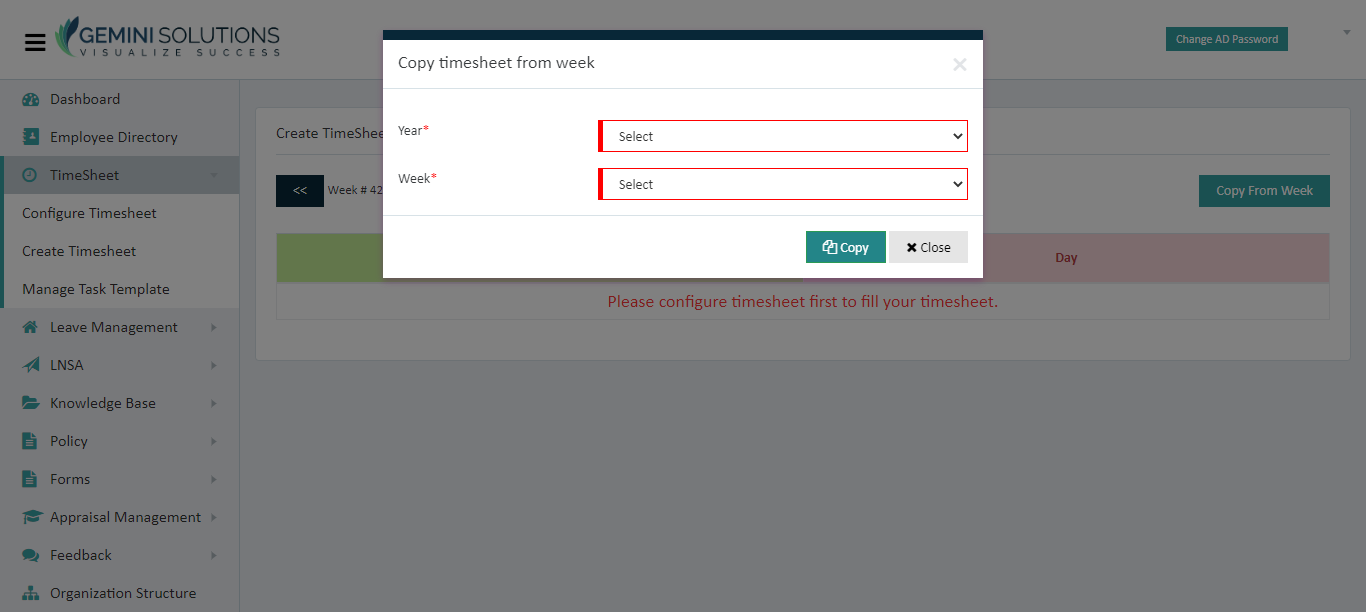 GEMINI SOLUTIONS
VISUALIZE SUCCESS
Change AD Password
Dashboard
Employee Directory
TimeSheet
Configure Timesheet
Create Timesheet
Manage Task Template
Leave Management
LNSA
Knowledge Base
Policy
Forms
Appraisal Management
Feedback
Organization Structure
Copy timesheet from week
×
Year*
Select
Week*
Select
Copy
Close
Create TimeShee
<<
Week # 42
Copy From Week
Day
Please configure timesheet first to fill your timesheet.